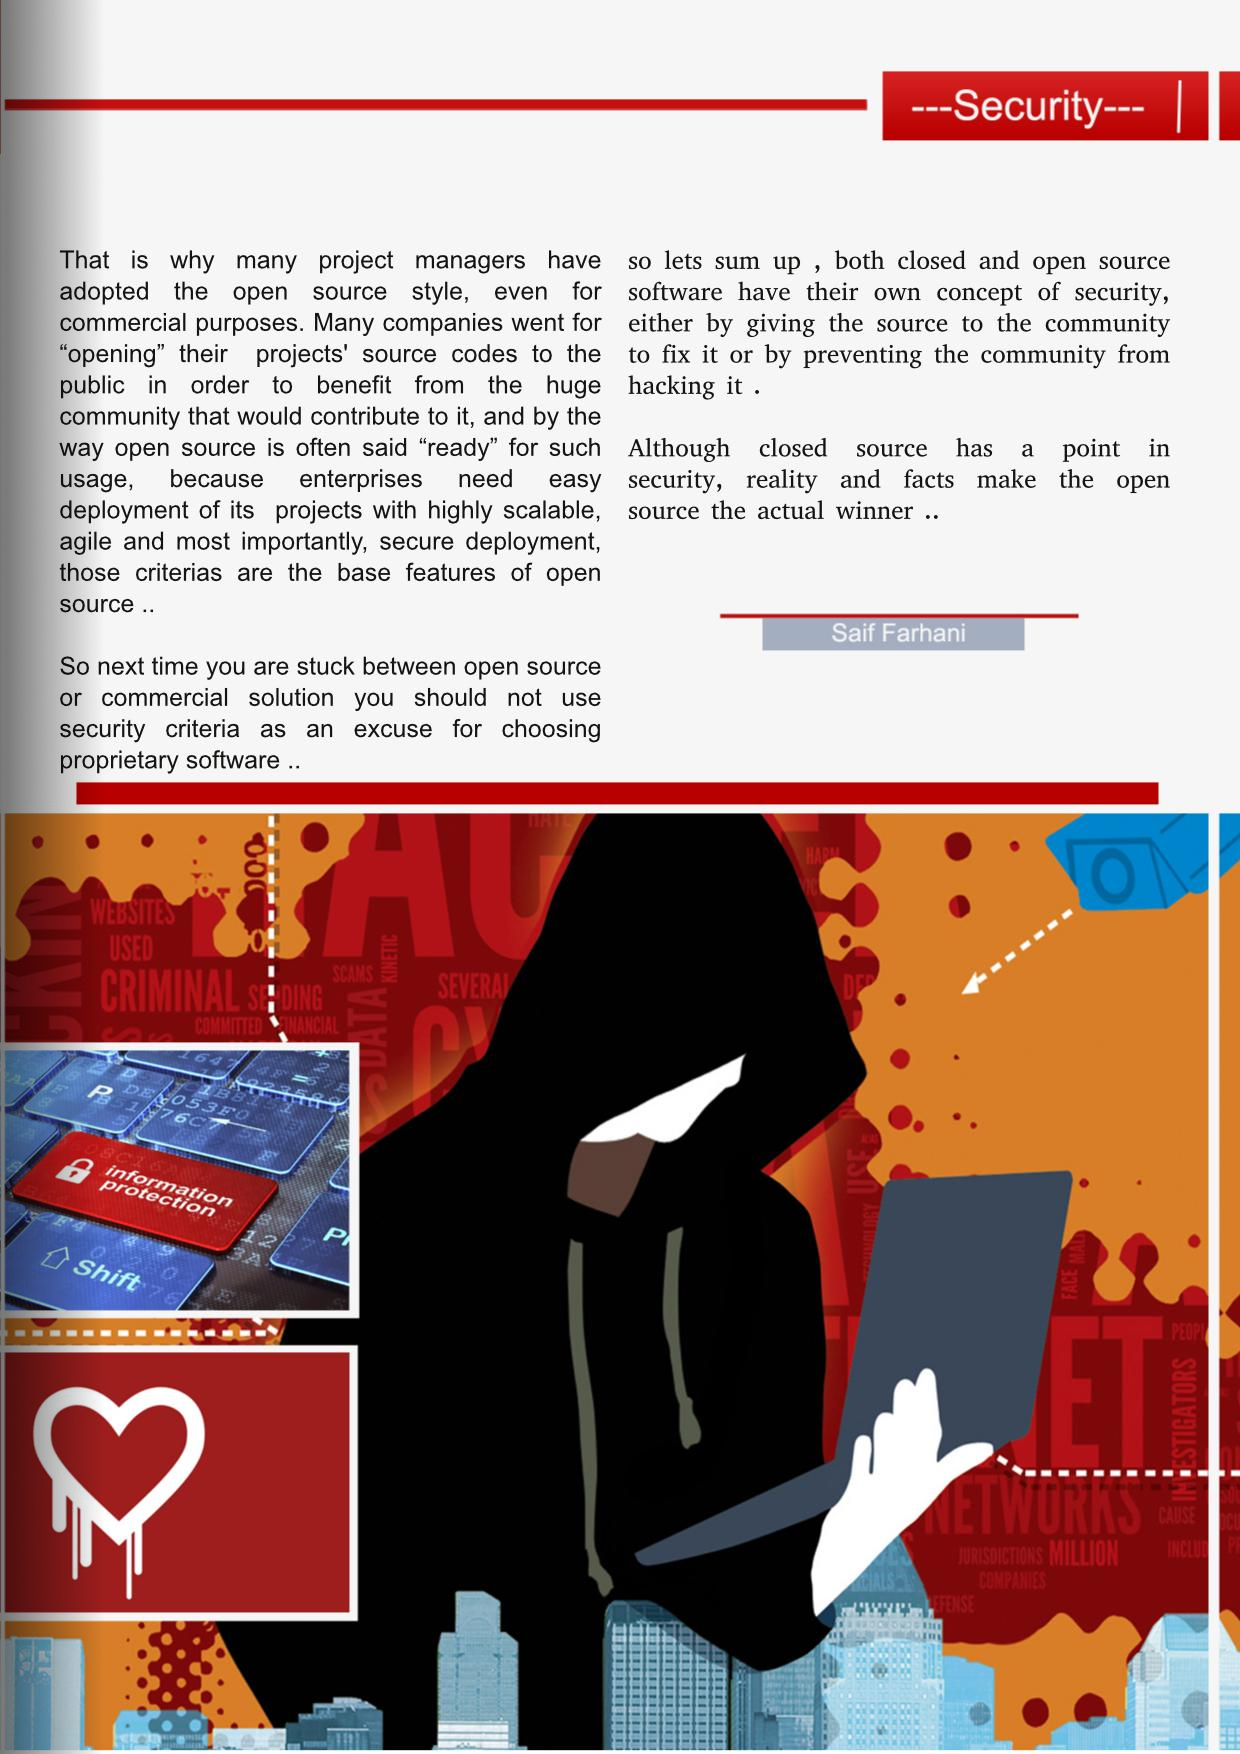 ---Security---
That is why many project managers have
adopted the open source style, even for
commercial purposes. Many companies went for
“opening” their projects' source codes to the
public in order to benefit from the huge
community that would contribute to it, and by the
way open source is often said “ready” for such
usage, because enterprises need easy
deployment of its projects with highly scalable,
agile and most importantly, secure deployment,
those criterias are the base features of open
source ..
So next time you are stuck between open source
or commercial solution you should not use
security criteria as an excuse for choosing
proprietary software ..
so lets sum up , both closed and open source
software have their own concept of security,
either by giving the source to the community
to fix it or by preventing the community from
hacking it .
Although closed source has a point in
security, reality and facts make the open
source the actual winner ..
Saif Farhani
HATE
HARM
WEBSITES
USED
CRIMINAL
SCAMS
KINETIC
DATA
SEVERAL
COMMITTED FINANCIAL
P
information
protection
Shift
USE
TECHNOLOGY
FACE
NET
PEOPL
INVESTIGATORS
NETWORKS
CAUSE
JURISDICTIONS MILLION
COMPANIES
INCLUD